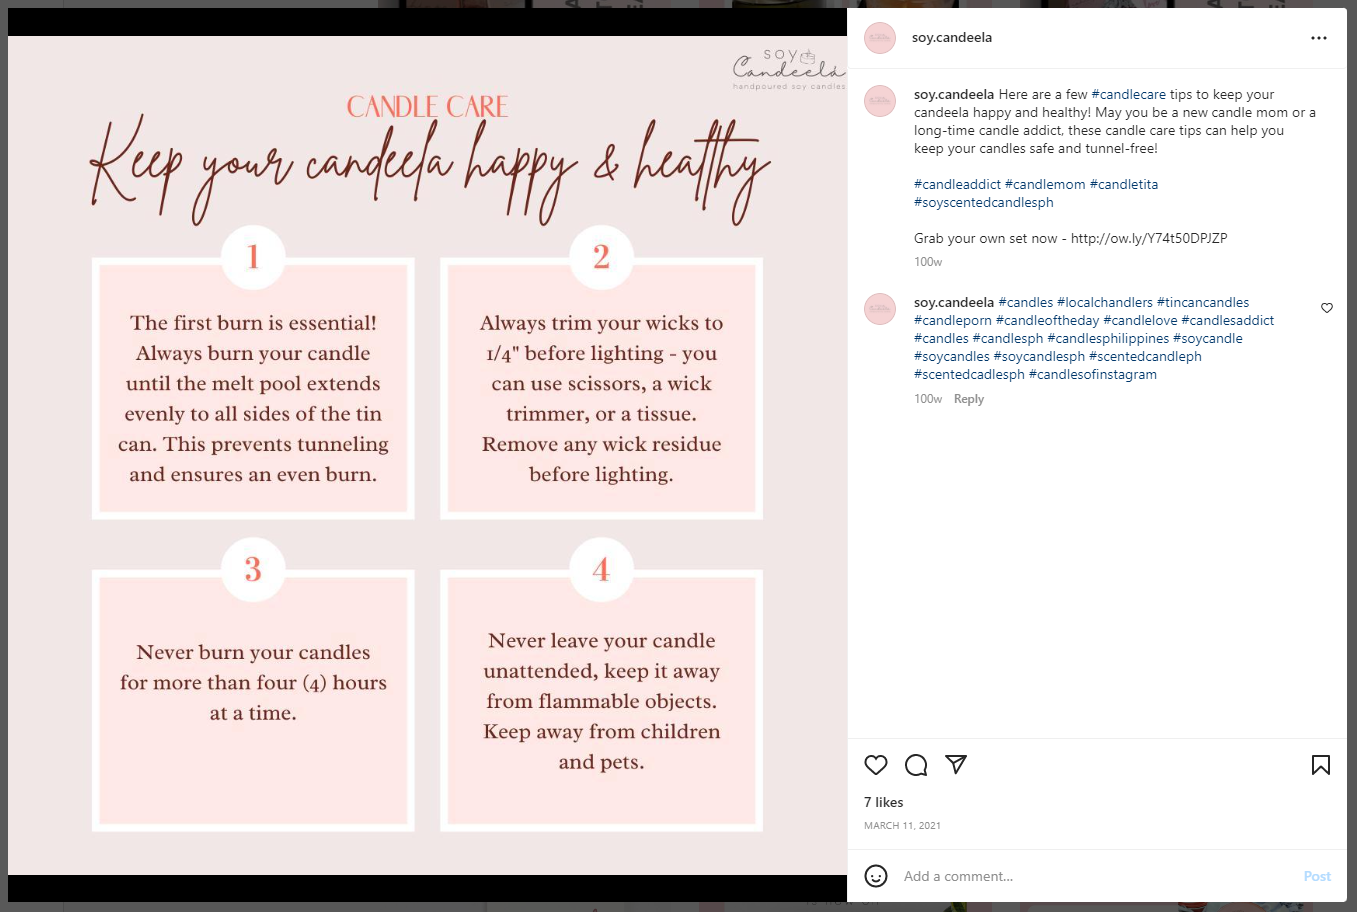 SOY
Candeelá
handpoured soy candles
CANDLE CARE
Keep your candeela happy & healthy
1
The first burn is essential!
Always burn your candle
until the melt pool extends
evenly to all sides of the tin
can. This prevents tunneling
and ensures an even burn.
2
Always trim your wicks to
1/4" before lighting - you
can use scissors, a wick
trimmer, or a tissue.
Remove any wick residue
before lighting.
3
Never burn your candles
for more than four (4) hours
at a time.
4
Never leave your candle
unattended, keep it away
from flammable objects.
Keep away from children
and pets.
soy.candeela
soy.candeela Here are a few #candlecare tips to keep your
candeela happy and healthy! May you be a new candle mom or a
long-time candle addict, these candle care tips can help you
keep your candles safe and tunnel-free!
#candleaddict #candlemom #candletita
#soyscentedcandlesph
Grab your own set now - http://ow.ly/Y74t50DPJZP
100w
soy.candeela #candles #localchandlers #tincancandles
#candleporn #candleoftheday #candlelove #candlesaddict
#candles #candlesph #candlesphilippines #soycandle
#soycandles #soycandlesph #scentedcandleph
#scentedcadlesph #candlesofinstagram
100w Reply
7 likes
MARCH 11, 2021
Add a comment...
Post